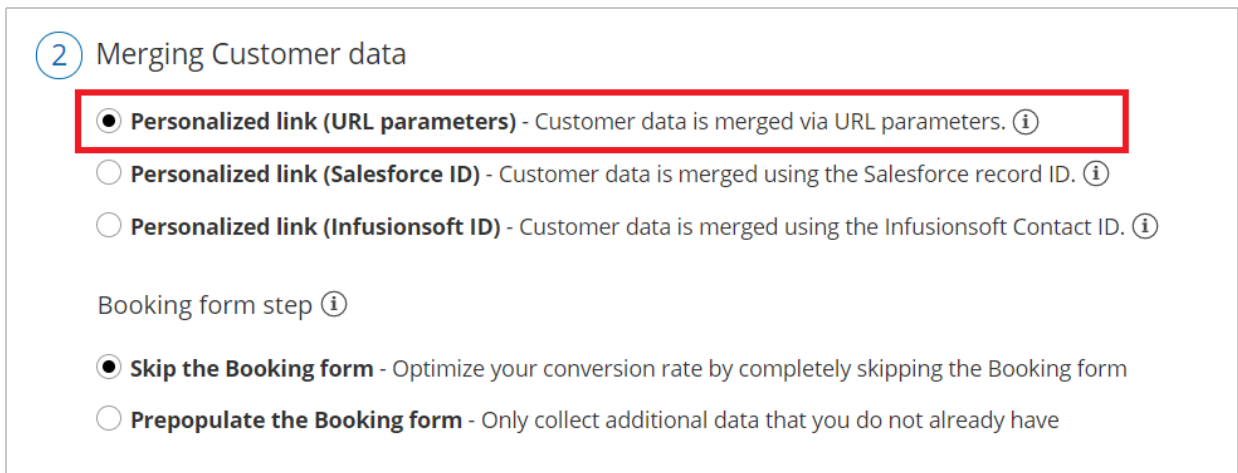 2 Merging Customer data
Personalized link (URL parameters) - Customer data is merged via URL parameters. i
Personalized link (Salesforce ID) - Customer data is merged using the Salesforce record ID. i
Personalized link (Infusionsoft ID) - Customer data is merged using the Infusionsoft Contact ID. i
Booking form step i
Skip the Booking form - Optimize your conversion rate by completely skipping the Booking form
Prepopulate the Booking form - Only collect additional data that you do not already have